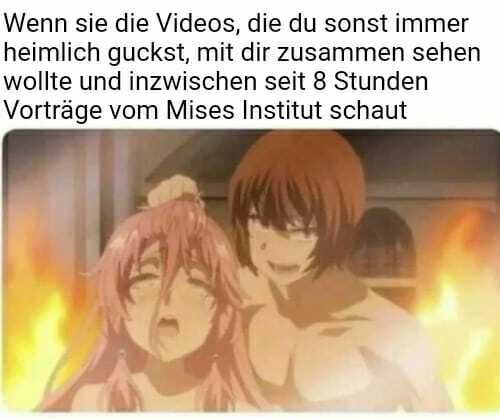 Wenn sie die Videos, die du sonst immer
heimlich guckst, mit dir zusammen sehen
wollte und inzwischen seit 8 Stunden
Vorträge vom Mises Institut schaut